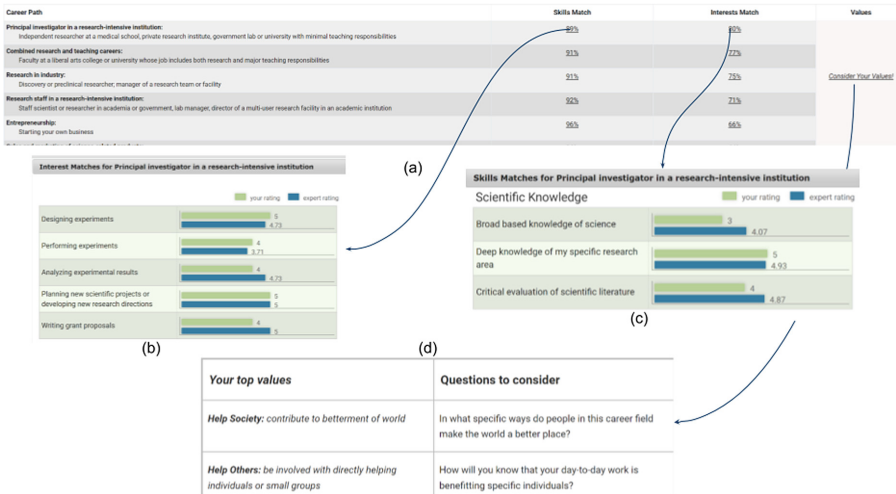 Career Path Skills Match Interests Match Values
Principal investigator in a research-intensive institution:
Independent researcher at a medical school, private research institute, government lab or university with minimal teaching responsibilities
80%
Combined research and teaching careers:
Faculty at a liberal arts college or university whose job includes both research and major teaching responsibilities
91% 77%
Research in industry:
Discovery or preclinical researcher; manager of a research team or facility
91% 75%
Consider Your Values!
Research staff in a research-intensive institution:
Staff scientist or researcher in academia or government, lab manager, director of a multi-user research facility in an academic institution
92% 71%
Entrepreneurship:
Starting your own business
96% 66%
(a)
Interest Matches for Principal investigator in a research-intensive institution
your rating expert rating
Designing experiments 5
4.73
Performing experiments 4
3.71
Analyzing experimental results 4
4.73
Planning new scientific projects or
developing new research directions
5
5
Writing grant proposals 4
5
(b)
Skills Matches for Principal investigator in a research-intensive institution
Scientific Knowledge your rating expert rating
Broad based knowledge of science 3
4.07
Deep knowledge of my specific research
area
5
4.93
Critical evaluation of scientific literature 4
4.87
(c)
(d)
Your top values Questions to consider
Help Society: contribute to betterment of world
In what specific ways do people in this career field
make the world a better place?
Help Others: be involved with directly helping
individuals or small groups
How will you know that your day-to-day work is
benefitting specific individuals?